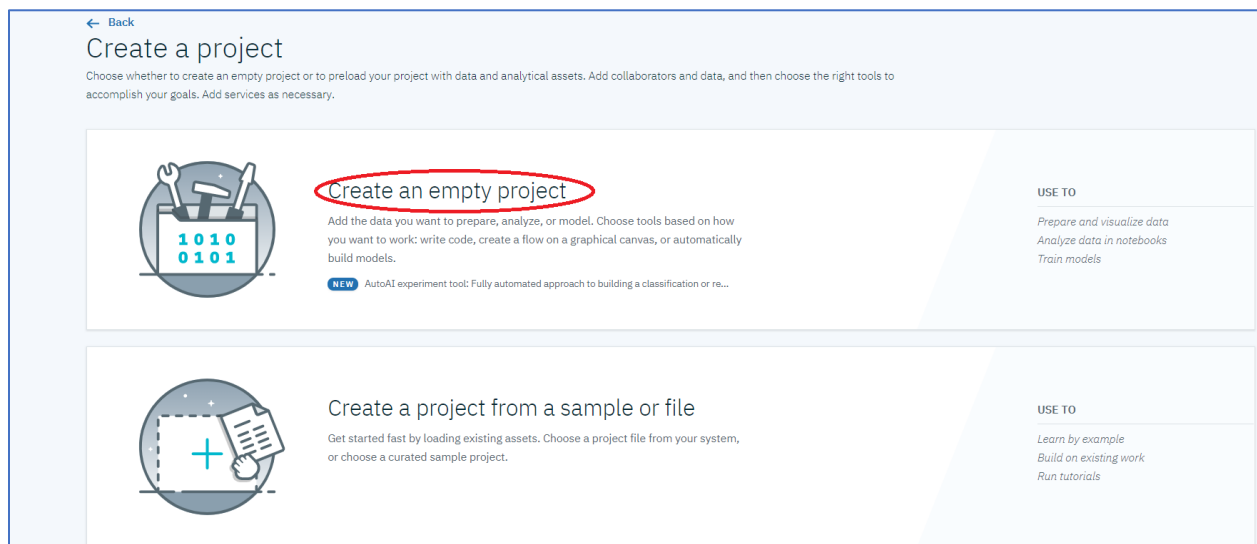 Back
Create a project
Choose whether to create an empty project or to preload your project with data and analytical assets. Add collaborators and data, and then choose the right tools to
accomplish your goals. Add services as necessary.
1010
0101
Create an empty project
Add the data you want to prepare, analyze, or model. Choose tools based on how
you want to work: write code, create a flow on a graphical canvas, or automatically
build models.
NEW AutoAI experiment tool: Fully automated approach to building a classification or re...
USE TO
Prepare and visualize data
Analyze data in notebooks
Train models
Create a project from a sample or file
Get started fast by loading existing assets. Choose a project file from your system,
or choose a curated sample project.
USE TO
Learn by example
Build on existing work
Run tutorials